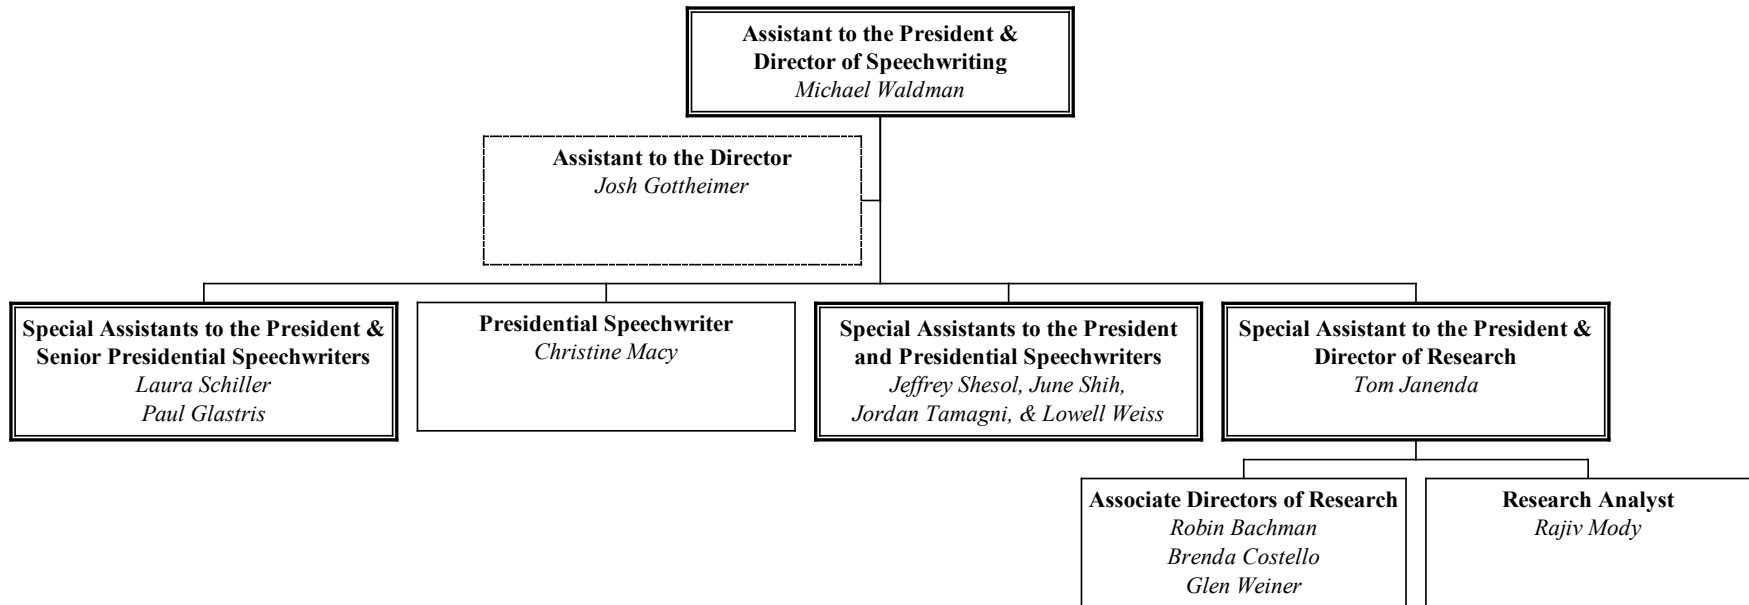 Assistant to the President &
Director of Speechwriting
Michael Waldman
Assistant to the Director
Josh Gottheimer
Special Assistants to the President &
Senior Presidential Speechwriters
Laura Schiller
Paul Glastris
Presidential Speechwriter
Christine Macy
Special Assistants to the President
and Presidential Speechwriters
Jeffrey Shesol, June Shih,
Jordan Tamagni, & Lowell Weiss
Special Assistant to the President &
Director of Research
Tom Janenda
Associate Directors of Research
Robin Bachman
Brenda Costello
Glen Weiner
Research Analyst
Rajiv Mody